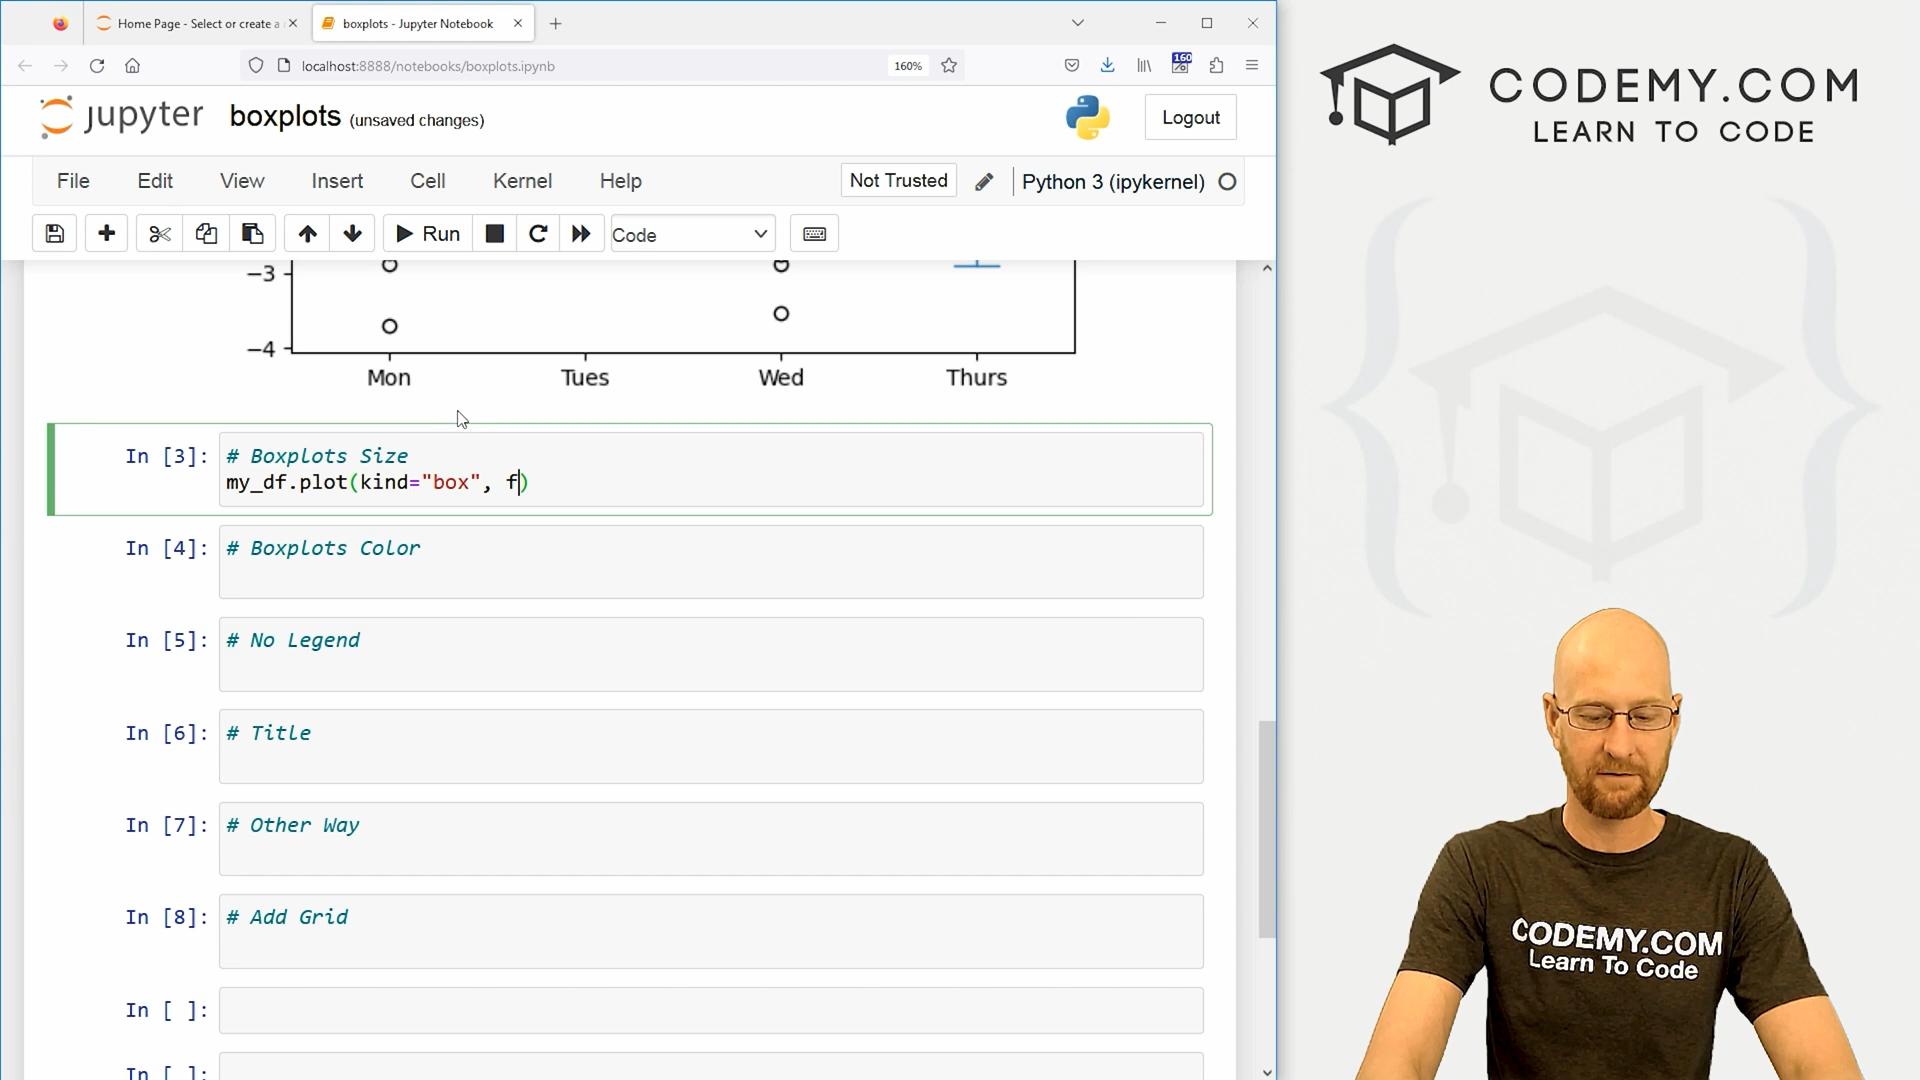 Home Page - Select or create a
boxplots - Jupyter Notebook
localhost:8888/notebooks/boxplots.ipynb
160%
160
jupyter boxplots (unsaved changes)
Logout
File Edit View Insert Cell Kernel Help
Not Trusted
Python 3 (ipykernel)
Run
Code
−3
−4
Mon Tues Wed Thurs
In [3]: # Boxplots Size
my_df.plot(kind="box", f)
In [4]: # Boxplots Color
In [5]: # No Legend
In [6]: # Title
In [7]: # Other Way
In [8]: # Add Grid
In [ ]:
In [ ]:
CODEMY.COM
LEARN TO CODE
CODEMY.COM
Learn To Code